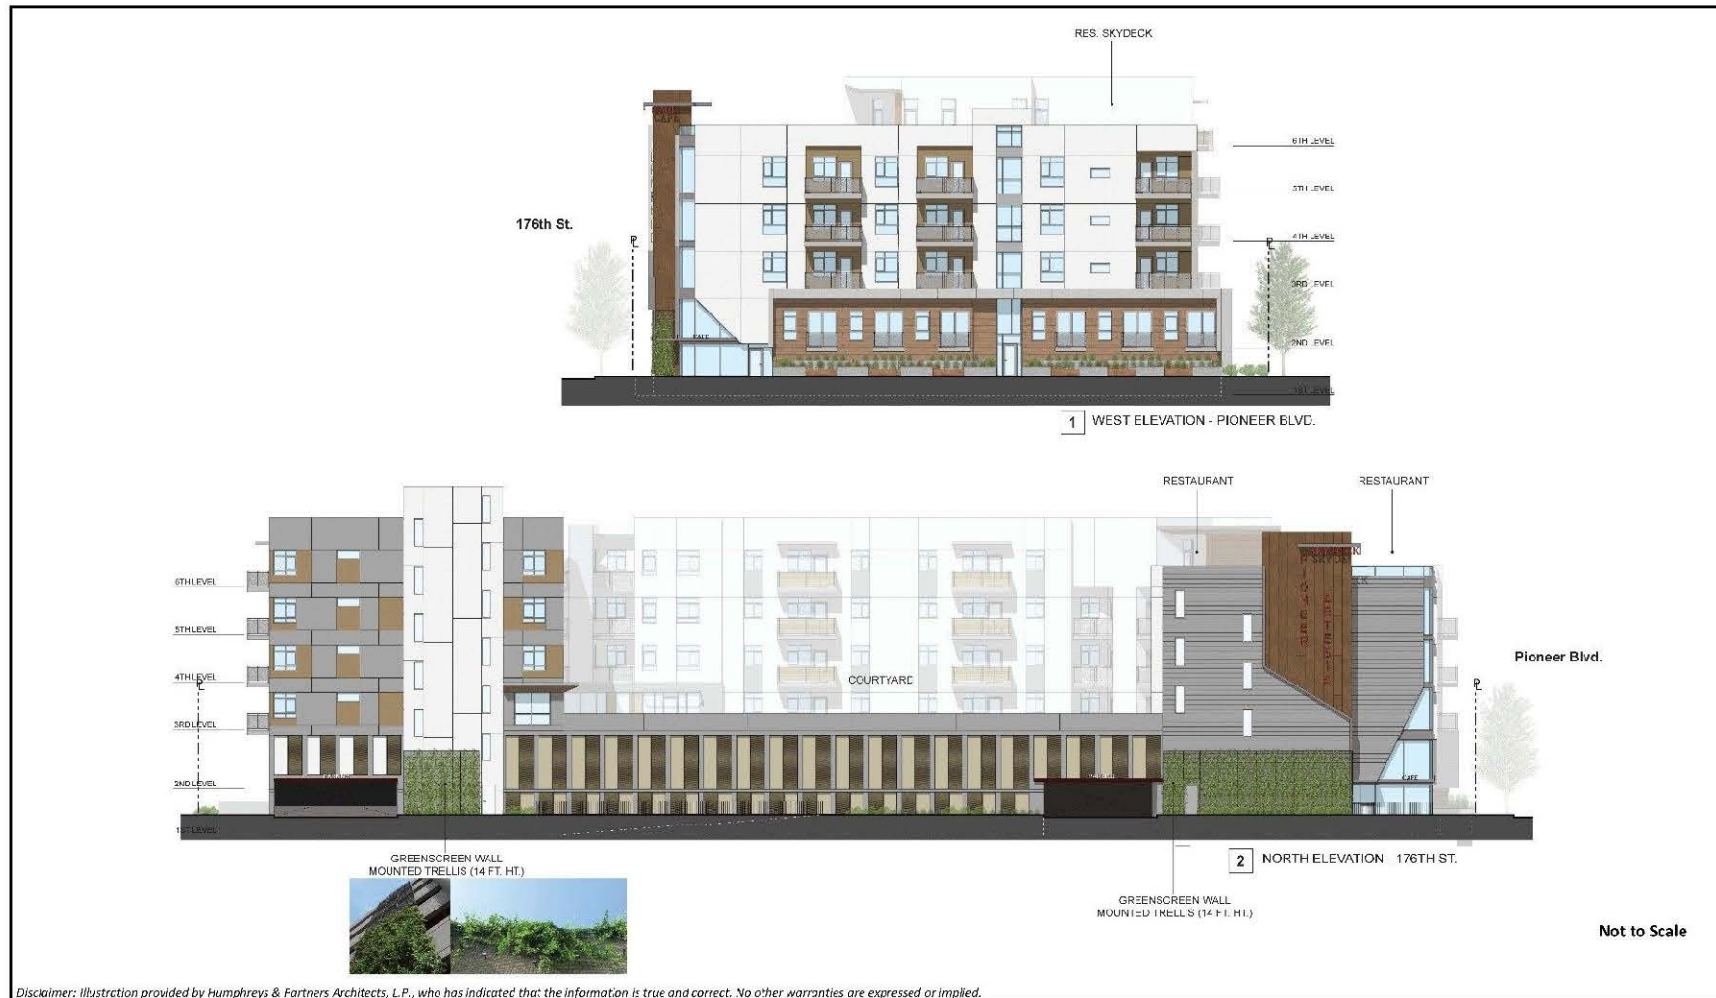 RES. SKYDECK
CAFE
6TH LEVEL
5TH LEVEL
176th St.
4TH LEVEL
3RD LEVEL
CAFE
2ND LEVEL
1ST LEVEL
1 WEST ELEVATION - PIONEER BLVD.
RESTAURANT
RESTAURANT
6TH LEVEL
5TH LEVEL
Pioneer Blvd.
4TH LEVEL
COURTYARD
3RD LEVEL
2ND LEVEL
CAFE
1ST LEVEL
GREENSCREEN WALL
MOUNTED TRELLIS (14 FT. HT.)
2 NORTH ELEVATION 176TH ST.
GREENSCREEN WALL
MOUNTED TRELLIS (14 FT. HT.)
Not to Scale
Disclaimer: Illustration provided by Humphreys & Partners Architects, L.P., who has indicated that the information is true and correct. No other warranties are expressed or implied.